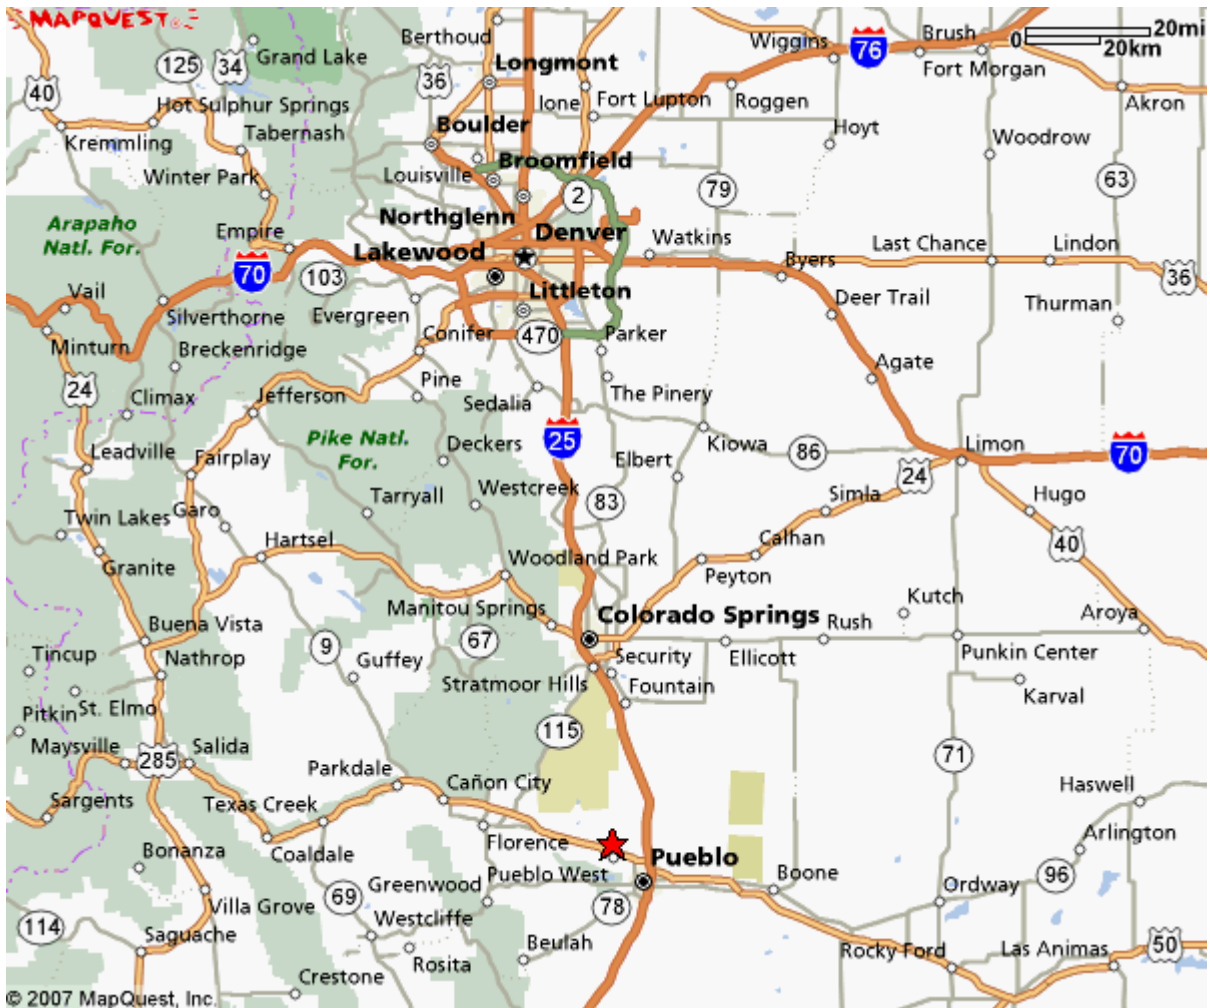 MAPQUEST
20mi
0
20km
Berthoud
Wiggins
76
Brush
Fort Morgan
Grand Lake
125
34
36
Longmont
40
Ione
Fort Lupton
Roggen
Akron
Hot Sulphur Springs
Kremmling
Tabernash
Boulder
Hoyt
Woodrow
Broomfield
Louisville
Winter Park
2
79
63
Arapaho
Natl. For.
Northglenn
Empire
Denver
Watkins
Last Chance
Lindon
Lakewood
70
103
Byers
36
Vail
Littleton
Deer Trail
Thurman
Silverthorne
Evergreen
Conifer
470
Parker
Minturn
Breckenridge
Agate
24
Climax
Jefferson
Pine
Sedalia
The Pinery
Pike Natl.
For.
Deckers
25
Kiowa
86
Limon
70
Leadville
Fairplay
Elbert
24
Tarryall
Westcreek
83
Simla
Hugo
Twin Lakes
Garo
Hartsel
Calhan
40
Granite
Woodland Park
Peyton
Manitou Springs
Colorado Springs
Kutch
Aroya
Buena Vista
9
67
Rush
Tincup
Nathrop
Guffey
Security
Ellicott
Punkin Center
Stratmoor Hills
Fountain
Karval
Pitkin
St. Elmo
115
Maysville
285
Salida
71
Parkdale
Cañon City
Haswell
Sargents
Texas Creek
Arlington
Bonanza
Coaldale
Florence
Pueblo
69
Greenwood
Pueblo West
Boone
96
Ordway
Villa Grove
78
114
Westcliffe
Saguache
Beulah
Rocky Ford
Las Animas
50
Rosita
Crestone
© 2007 MapQuest, Inc.